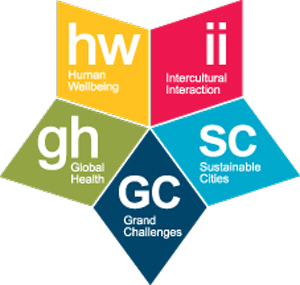 hw
Human
Wellbeing
ii
Intercultural
Interaction
gh
Global
Health
sc
Sustainable
Cities
GC
Grand
Challenges